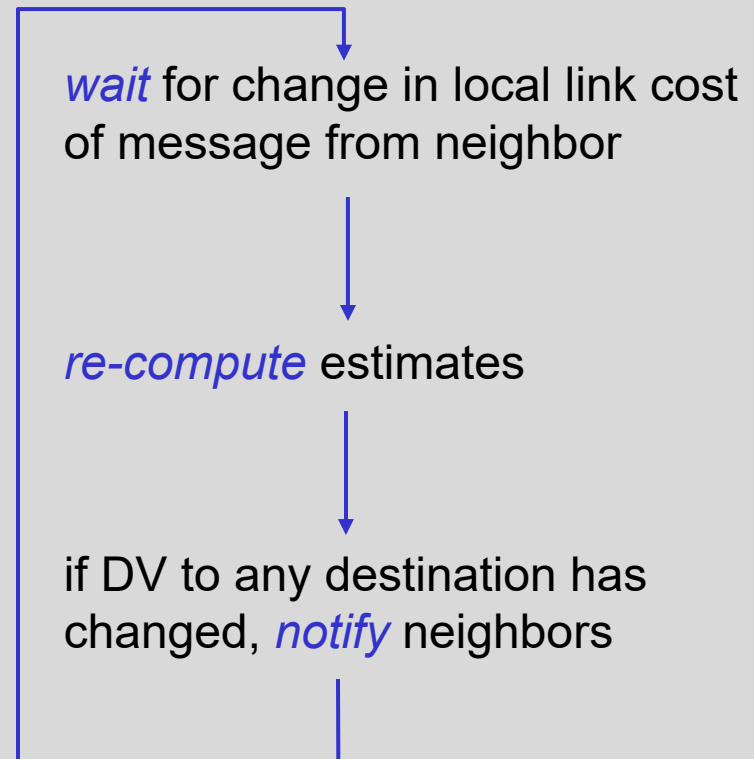 wait for change in local link cost
of message from neighbor
re-compute estimates
if DV to any destination has
changed, notify neighbors